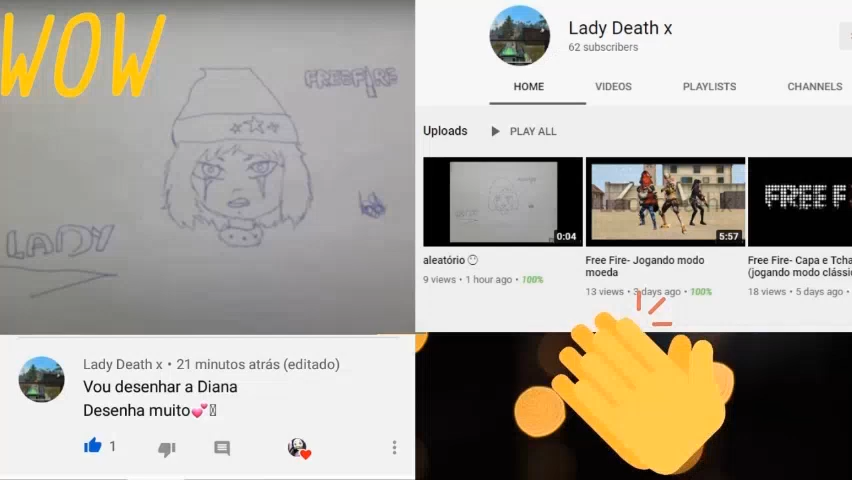 WOW
FREEFIRE
LADY
Lady Death x
62 subscribers
HOME
VIDEOS
PLAYLISTS
CHANNELS
Uploads
PLAY ALL
0:04
5:57
FREE F
aleatório 🙄
9 views • 1 hour ago • 100%
Free Fire- Jogando modo
moeda
13 views • 3 days ago • 100%
Free Fire- Capa e Tcha
(jogando modo clássic
18 views • 5 days ago •
Lady Death x • 21 minutos atrás (editado)
Vou desenhar a Diana
Desenha muito💕
1